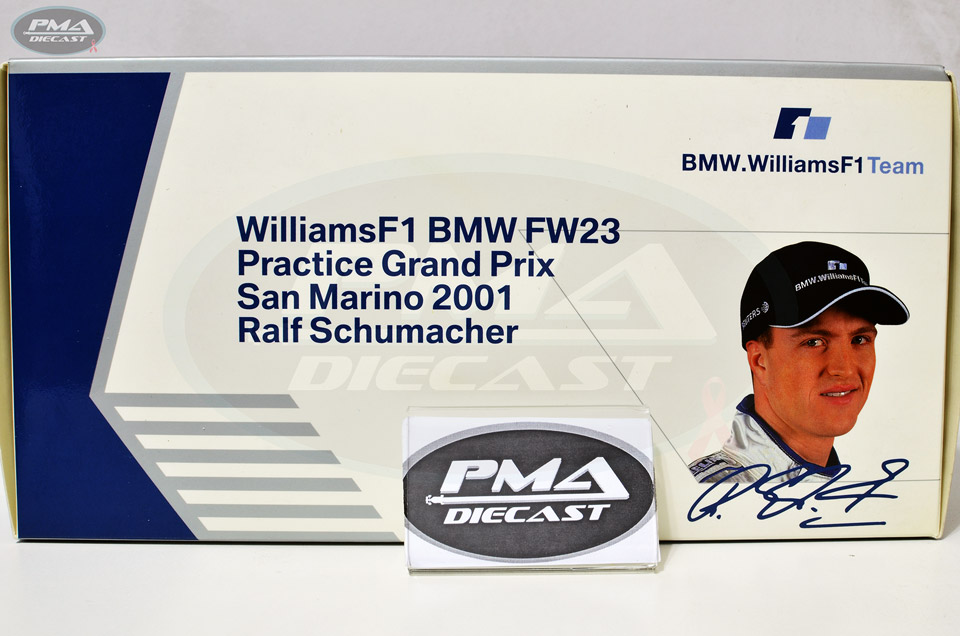 PMA
DIECAST
BMW.WilliamsF1Team
WilliamsF1 BMW FW23
Practice Grand Prix
San Marino 2001
Ralf Schumacher
BMW.WilliamsF1
PMA
DIECAST
PMA
DIECAST